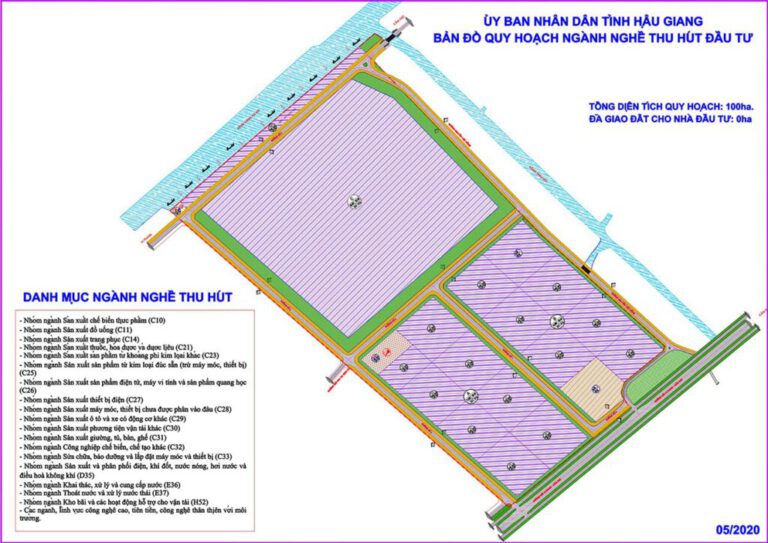 ỦY BAN NHÂN DÂN TỈNH HẬU GIANG
BẢN ĐỒ QUY HOẠCH NGÀNH NGHỀ THU HÚT ĐẦU TƯ
TỔNG DIỆN TÍCH QUY HOẠCH: 100ha.
ĐÃ GIAO ĐẤT CHO NHÀ ĐẦU TƯ: 0ha
DANH MỤC NGÀNH NGHỀ THU HÚT
- Nhóm ngành Sản xuất chế biến thực phẩm (C10)
- Nhóm ngành Sản xuất đồ uống (C11)
- Nhóm ngành Sản xuất trang phục (C14)
- Nhóm ngành Sản xuất thuốc, hóa dược và dược liệu (C21)
- Nhóm ngành Sản xuất sản phẩm từ khoáng phi kim loại khác (C23)
- Nhóm ngành Sản xuất sản phẩm từ kim loại đúc sẵn (trừ máy móc, thiết bị)
(C25)
- Nhóm ngành Sản xuất sản phẩm điện tử, máy vi tính và sản phẩm quang học
(C26)
- Nhóm ngành Sản xuất thiết bị điện (C27)
- Nhóm ngành Sản xuất máy móc, thiết bị chưa được phân vào đâu (C28)
- Nhóm ngành Sản xuất ô tô và xe có động cơ khác (C29)
- Nhóm ngành Sản xuất phương tiện vận tải khác (C30)
- Nhóm ngành Sản xuất giường, tủ, bàn, ghế (C31)
- Nhóm ngành Công nghiệp chế biến, chế tạo khác (C32)
- Nhóm ngành Sửa chữa, bảo dưỡng và lắp đặt máy móc và thiết bị (C33)
- Nhóm ngành Sản xuất và phân phối điện, khí đốt, nước nóng, hơi nước và
điều hoà không khí (D35)
- Nhóm ngành Khai thác, xử lý và cung cấp nước (E36)
- Nhóm ngành Thoát nước và xử lý nước thải (E37)
- Nhóm ngành Kho bãi và các hoạt động hỗ trợ cho vận tải (H52)
- Các ngành, lĩnh vực công nghệ cao, tiên tiến, công nghệ thân thiện với môi
trường.
05/2020